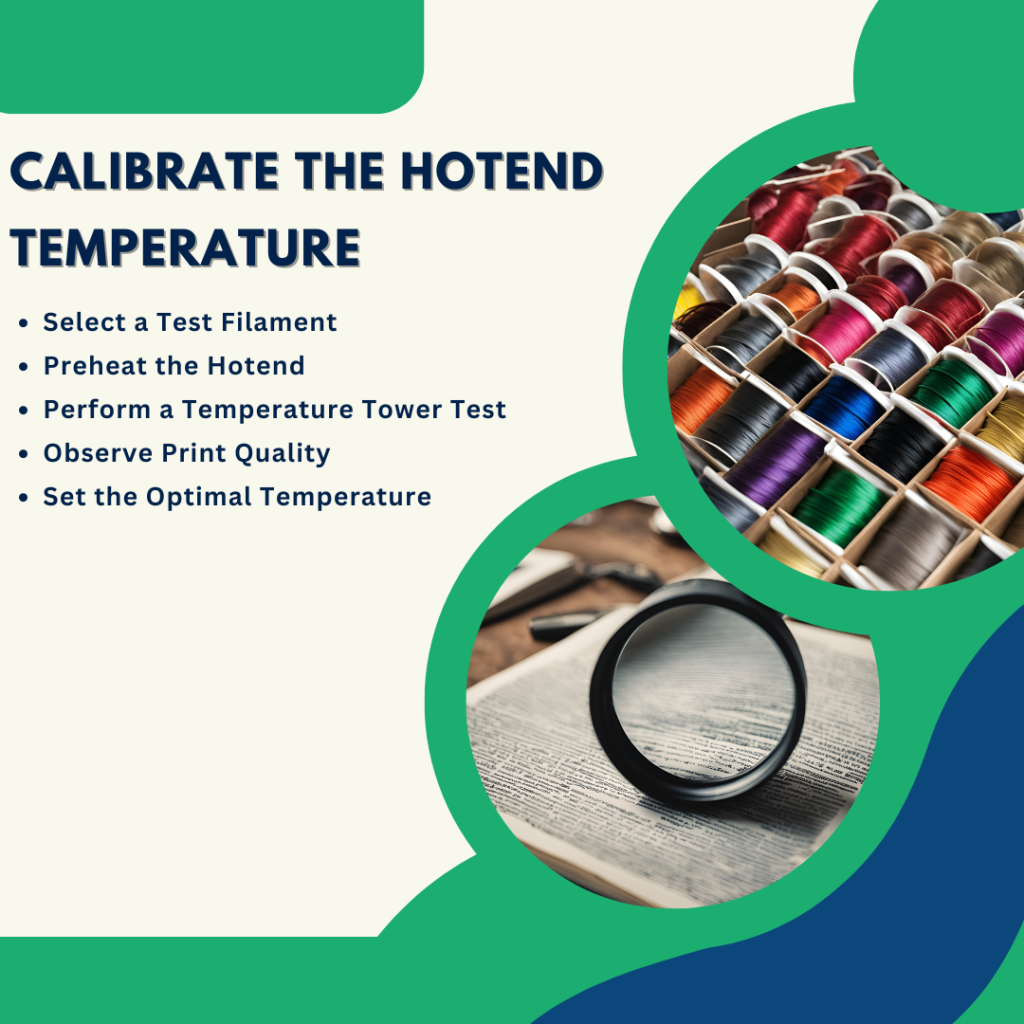 CALIBRATE THE HOTEND
TEMPERATURE
• Select a Test Filament
• Preheat the Hotend
• Perform a Temperature Tower Test
• Observe Print Quality
• Set the Optimal Temperature